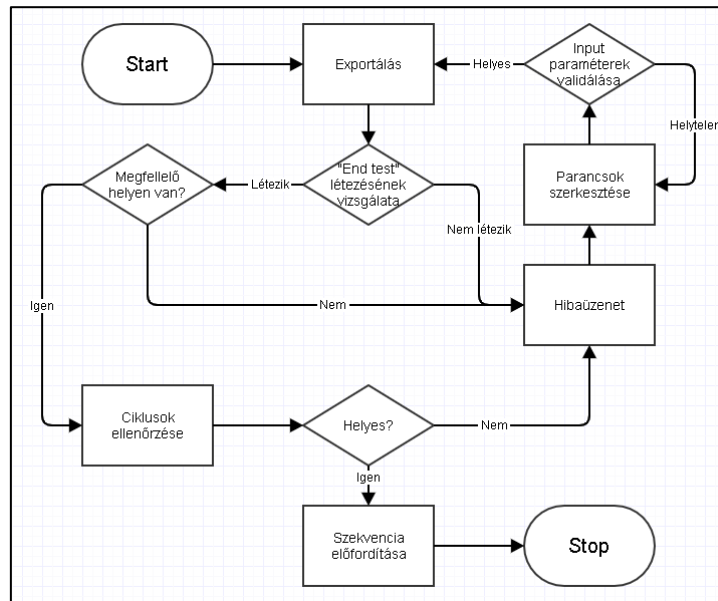 Start
Exportálás
Input
paraméterek
validálása
Helyes
Helytelen
Megfellelő
helyen van?
Létezik
"End test"
létezésének
vizsgálata
Parancsok
szerkesztése
Nem létezik
Igen
Nem
Hibaüzenet
Ciklusok
ellenőrzése
Helyes?
Nem
Igen
Szekvencia
előfordítása
Stop